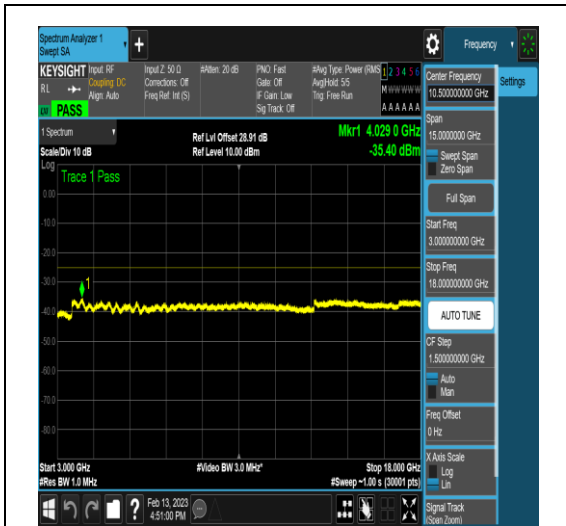 Spectrum Analyzer 1
Swept SA
+
Frequency
KEYSIGHT
Input: RF
Coupling: DC
Align: Auto
Input Z: 50 Ω
Corrections: Off
Freq Ref: Int (S)
#Atten: 20 dB
PNO: Fast
Gate: Off
IF Gain: Low
Sig Track: Off
#Avg Type: Power (RMS
Avg|Hold: 5/5
Trig: Free Run
1 2 3 4 5 6
M W W W W W
A A A A A A
RL
PASS
Center Frequency
10.500000000 GHz
Settings
Span
15.0000000 GHz
Swept Span
Zero Span
Full Span
Start Freq
3.000000000 GHz
Stop Freq
18.000000000 GHz
AUTO TUNE
CF Step
1.500000000 GHz
Auto
Man
Freq Offset
0 Hz
X Axis Scale
Log
Lin
Signal Track
(Span Zoom)
1 Spectrum
Scale/Div 10 dB
Ref Lvl Offset 28.91 dB
Ref Level 10.00 dBm
Mkr1 4.029 0 GHz
-35.40 dBm
Log
Trace 1 Pass
0.00
-10.0
-20.0
-30.0
-40.0
-50.0
-60.0
-70.0
-80.0
1
Start 3.000 GHz
#Res BW 1.0 MHz
#Video BW 3.0 MHz*
Stop 18.000 GHz
#Sweep ~1.00 s (30001 pts)
?
Feb 13, 2023
4:51:00 PM